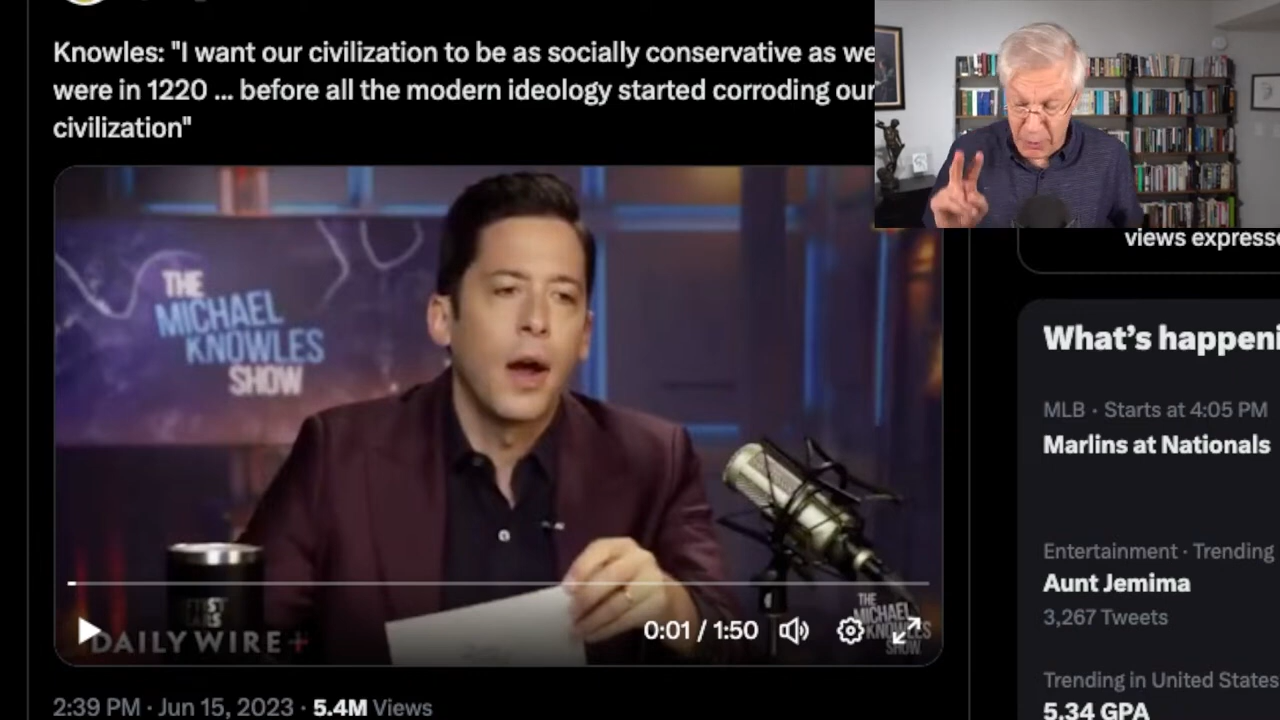 Knowles: "I want our civilization to be as socially conservative as we
were in 1220 ... before all the modern ideology started corroding our
civilization"
THE
MICHAEL
KNOWLES
SHOW
DAILY WIRE+
0:01 / 1:50
THE
MICHAEL
KNOWLES
SHOW
2:39 PM · Jun 15, 2023 · 5.4M Views
views expresse
What's happeni
MLB · Starts at 4:05 PM
Marlins at Nationals
Entertainment · Trending
Aunt Jemima
3,267 Tweets
Trending in United States
5.34 GPA